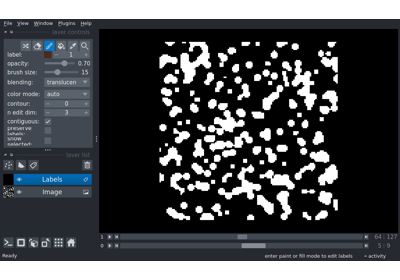 File View Window Plugins Help
layer controls
label: 1
opacity: 0.70
brush size: 15
blending: translucen
color mode: auto
contour: 0
n edit dim: 3
contiguous:
preserve labels:
show selected:
layer list
Labels
Image
1 64 127
0 5 9
Ready enter paint or fill mode to edit labels activity